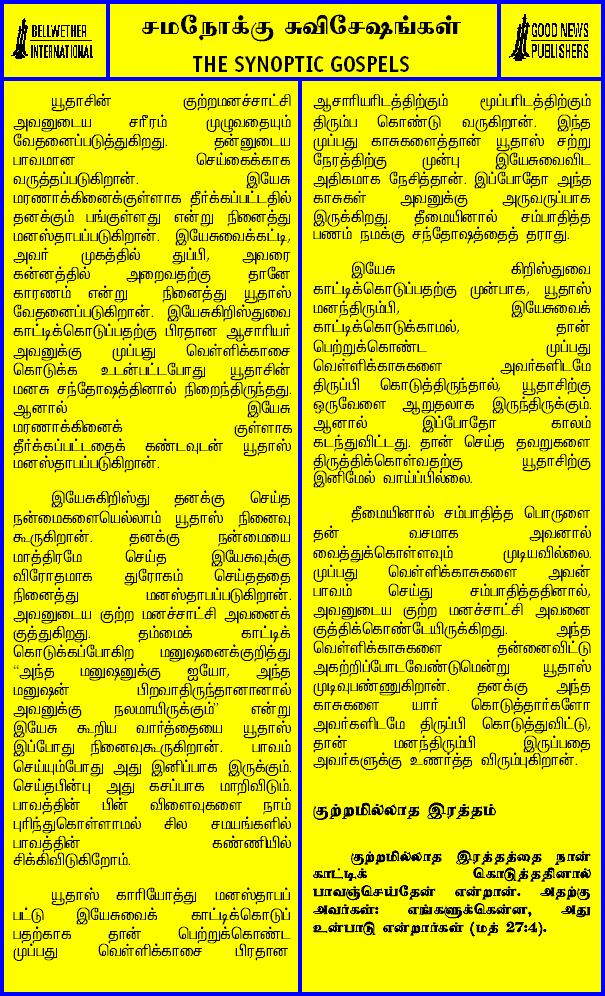 BELLWETHER
INTERNATIONAL
சமநோக்கு சுவிசேஷங்கள்
THE SYNOPTIC GOSPELS
GOOD NEWS
PUBLISHERS
யூதாசின் குற்றமனச்சாட்சி
அவனுடைய சரீரம் முழுவதையும்
வேதனைப்படுத்துகிறது. தன்னுடைய
பாவமான செய்கைக்காக
வருத்தப்படுகிறான். இயேசு
மரணாக்கினைக்குள்ளாக தீர்க்கப்பட்டதில்
தனக்கும் பங்குள்ளது என்று நினைத்து
மனஸ்தாபப்படுகிறான். இயேசுவைக்கட்டி,
அவர் முகத்தில் துப்பி, அவரை
கன்னத்தில் அறைவதற்கு தானே
காரணம் என்று நினைத்து யூதாஸ்
வேதனைப்படுகிறான். இயேசுகிறிஸ்துவை
காட்டிக்கொடுப்பதற்கு பிரதான ஆசாரியர்
அவனுக்கு முப்பது வெள்ளிக்காசை
கொடுக்க உடன்பட்டபோது யூதாசின்
மனசு சந்தோஷத்தினால் நிறைந்திருந்தது.
ஆனால் இயேசு
மரணாக்கினைக் குள்ளாக
தீர்க்கப்பட்டதைக் கண்டவுடன் யூதாஸ்
மனஸ்தாபப்படுகிறான்.
இயேசுகிறிஸ்து தனக்கு செய்த
நன்மைகளையெல்லாம் யூதாஸ் நினைவு
கூருகிறான். தனக்கு நன்மையை
மாத்திரமே செய்த இயேசுவுக்கு
விரோதமாக துரோகம் செய்ததை
நினைத்து மனஸ்தாபப்படுகிறான்.
அவனுடைய குற்ற மனச்சாட்சி அவனைக்
குத்துகிறது. தம்மைக் காட்டிக்
கொடுக்கப்போகிற மனுஷனைக்குறித்து
“அந்த மனுஷனுக்கு ஐயோ, அந்த
மனுஷன் பிறவாதிருந்தானானால்
அவனுக்கு நலமாயிருக்கும்” என்று
இயேசு கூறிய வார்த்தையை யூதாஸ்
இப்போது நினைவுகூருகிறான். பாவம்
செய்யும்போது அது இனிப்பாக இருக்கும்.
செய்தபின்பு அது கசப்பாக மாறிவிடும்.
பாவத்தின் பின் விளைவுகளை நாம்
புரிந்துகொள்ளாமல் சில சமயங்களில்
பாவத்தின் கண்ணியில்
சிக்கிவிடுகிறோம்.
யூதாஸ் காரியோத்து மனஸ்தாபப்
பட்டு இயேசுவைக் காட்டிக்கொடுப்
பதற்காக தான் பெற்றுக்கொண்ட
முப்பது வெள்ளிக்காசை பிரதான
ஆசாரியரிடத்திற்கும் மூப்பரிடத்திற்கும்
திரும்ப கொண்டு வருகிறான். இந்த
முப்பது காசுகளைத்தான் யூதாஸ் சற்று
நேரத்திற்கு முன்பு இயேசுவைவிட
அதிகமாக நேசித்தான். இப்போதோ அந்த
காசுகள் அவனுக்கு அருவருப்பாக
இருக்கிறது. தீமையினால் சம்பாதித்த
பணம் நமக்கு சந்தோஷத்தைத் தராது.
இயேசு கிறிஸ்துவை
காட்டிக்கொடுப்பதற்கு முன்பாக, யூதாஸ்
மனந்திரும்பி, இயேசுவைக்
காட்டிக்கொடுக்காமல், தான்
பெற்றுக்கொண்ட முப்பது
வெள்ளிக்காசுகளை அவர்களிடமே
திருப்பி கொடுத்திருந்தால், யூதாசிற்கு
ஒருவேளை ஆறுதலாக இருந்திருக்கும்.
ஆனால் இப்போதோ காலம்
கடந்துவிட்டது. தான் செய்த தவறுகளை
திருத்திக்கொள்வதற்கு யூதாசிற்கு
இனிமேல் வாய்ப்பில்லை.
தீமையினால் சம்பாதித்த பொருளை
தன் வசமாக அவனால்
வைத்துக்கொள்ளவும் முடியவில்லை.
முப்பது வெள்ளிக்காசுகளை அவன்
பாவம் செய்து சம்பாதித்ததினால்,
அவனுடைய குற்ற மனச்சாட்சி அவனை
குத்திக்கொண்டேயிருக்கிறது. அந்த
வெள்ளிக்காசுகளை தன்னைவிட்டு
அகற்றிப்போடவேண்டுமென்று யூதாஸ்
முடிவுபண்ணுகிறான். தனக்கு அந்த
காசுகளை யார் கொடுத்தார்களோ
அவர்களிடமே திருப்பி கொடுத்துவிட்டு,
தான் மனந்திரும்பி இருப்பதை
அவர்களுக்கு உணர்த்த விரும்புகிறான்.
குற்றமில்லாத இரத்தம்
குற்றமில்லாத இரத்தத்தை நான்
காட்டிக் கொடுத்ததினால்
பாவஞ்செய்தேன் என்றான். அதற்கு
அவர்கள்: எங்களுக்கென்ன, அது
உன்பாடு என்றார்கள் (மத் 27:4).